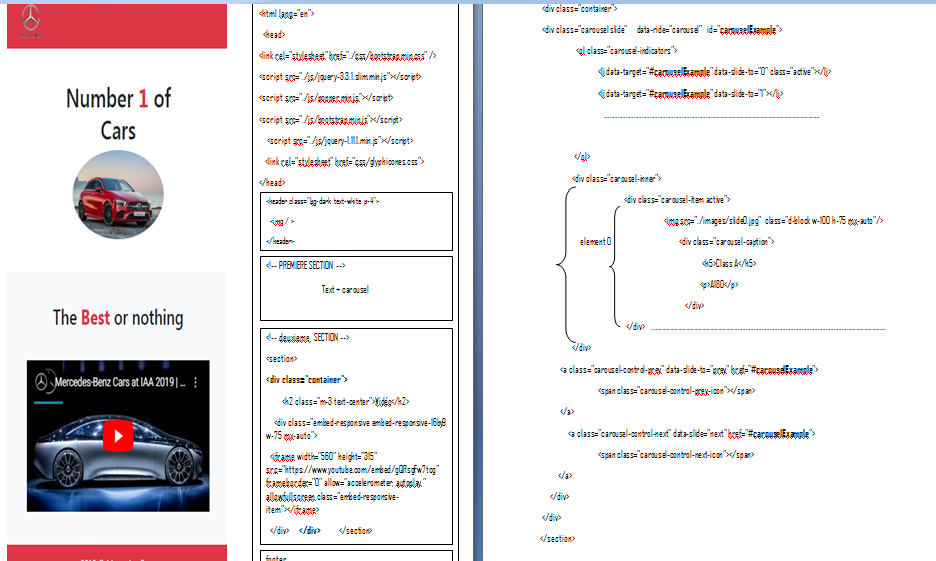 Number 1 of
Cars
The Best or nothing
Mercedes-Benz Cars at IAA 2019 | ...
<html lang="en">
<head>
<link rel="stylesheet" href="./css/bootstrap.min.css" />
<script src="./js/jquery-3.3.1.slim.min.js"></script>
<script src="./js/popper.min.js"></script>
<script src="./js/bootstrap.min.js"></script>
<script src="./js/jquery-1.11.1.min.js"></script>
<link rel="stylesheet" href="css/glyphicones.css">
</head>
<header class="bg-dark text-white p-4">
<img / >
</header>
<!-- PREMIERE SECTION -->
Text + carousel
<!-- deuxieme, SECTION -->
<section>
<div class="container">
<h2 class="m-3 text-center">Vidéo</h2>
<div class="embed-responsive embed-responsive-16by9
w-75 mx-auto">
<iframe width="560" height="315"
frameborder="0" allow="accelerometer; autoplay,"
allowfullscreen class="embed-responsive-
item"></iframe>
</div> </div> </section>
footer
<div class="container">
<div class="carousel slide" data-ride="carousel" id="carouselExample">
<ol class="carousel-indicators">
<li data-target="#carouselExample" data-slide-to="0" class="active"></li>
<li data-target="#carouselExample" data-slide-to="1"></li>
</ol>
<div class="carousel-inner">
<div class="carousel-item active">
<img src="./images/slide0.jpg" class="d-block w-100 h-75 mx-auto"/>
element 0
<div class="carousel-caption">
<h5>Class A</h5>
<p>A180</p>
</div>
</div>
</div>
<a class="carousel-control-prev" data-slide-to="prev" href="#carouselExample">
<span class="carousel-control-prev-icon"></span>
</a>
<a class="carousel-control-next" data-slide="next" href="#carouselExample">
<span class="carousel-control-next-icon"></span>
</a>
</div>
</div>
</section>